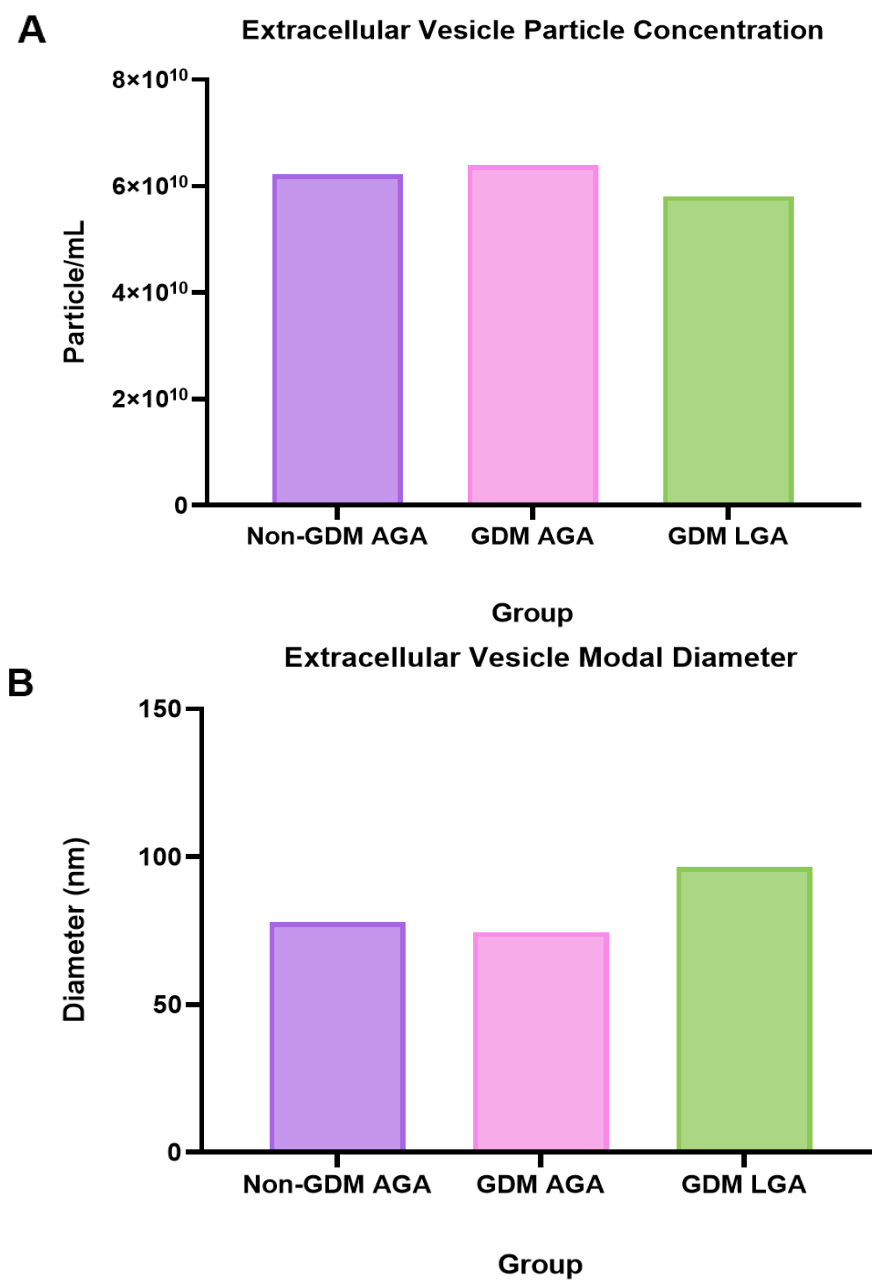 A
Extracellular Vesicle Particle Concentration
8×10¹⁰
6×10¹⁰
4×10¹⁰
2×10¹⁰
0
Particle/mL
Non-GDM AGA GDM AGA GDM LGA
Group
B
Extracellular Vesicle Modal Diameter
150
100
50
0
Diameter (nm)
Non-GDM AGA GDM AGA GDM LGA
Group